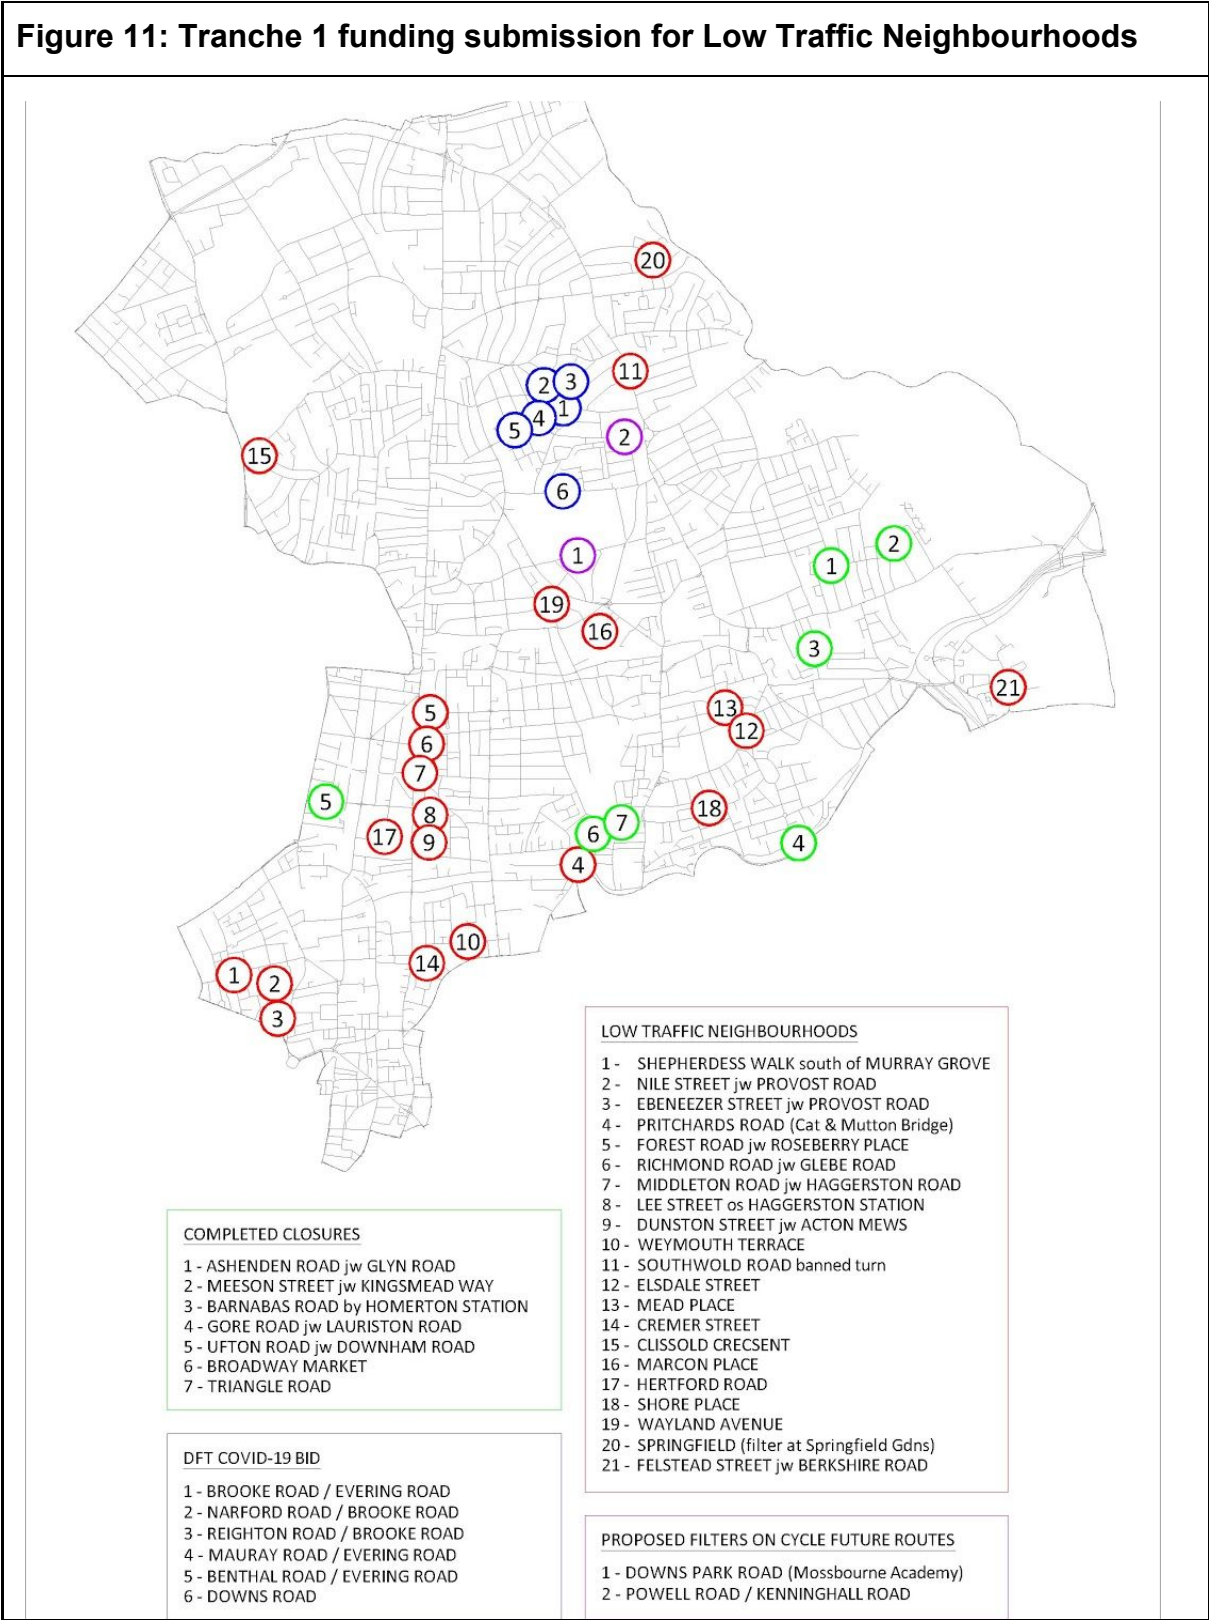 Figure 11: Tranche 1 funding submission for Low Traffic Neighbourhoods
20
11
2
3
4
1
5
2
15
6
1
2
1
19
16
3
21
5
13
12
6
7
5
8
18
7
17
9
6
4
4
10
14
1
2
3
LOW TRAFFIC NEIGHBOURHOODS
1 - SHEPHERDESS WALK south of MURRAY GROVE
2 - NILE STREET jw PROVOST ROAD
3 - EBENEEZER STREET jw PROVOST ROAD
4 - PRITCHARDS ROAD (Cat & Mutton Bridge)
5 - FOREST ROAD jw ROSEBERRY PLACE
6 - RICHMOND ROAD jw GLEBE ROAD
7 - MIDDLETON ROAD jw HAGGERSTON ROAD
8 - LEE STREET os HAGGERSTON STATION
9 - DUNSTON STREET jw ACTON MEWS
10 - WEYMOUTH TERRACE
11 - SOUTHWOLD ROAD banned turn
12 - ELSDALE STREET
13 - MEAD PLACE
14 - CREMER STREET
15 - CLISSOLD CRECSENT
16 - MARCON PLACE
17 - HERTFORD ROAD
18 - SHORE PLACE
19 - WAYLAND AVENUE
20 - SPRINGFIELD (filter at Springfield Gdns)
21 - FELSTEAD STREET jw BERKSHIRE ROAD
COMPLETED CLOSURES
1 - ASHENDEN ROAD jw GLYN ROAD
2 - MEESON STREET jw KINGSMEAD WAY
3 - BARNABAS ROAD by HOMERTON STATION
4 - GORE ROAD jw LAURISTON ROAD
5 - UFTON ROAD jw DOWNHAM ROAD
6 - BROADWAY MARKET
7 - TRIANGLE ROAD
DFT COVID-19 BID
1 - BROOKE ROAD / EVERING ROAD
2 - NARFORD ROAD / BROOKE ROAD
3 - REIGHTON ROAD / BROOKE ROAD
4 - MAURAY ROAD / EVERING ROAD
5 - BENTHAL ROAD / EVERING ROAD
6 - DOWNS ROAD
PROPOSED FILTERS ON CYCLE FUTURE ROUTES
1 - DOWNS PARK ROAD (Mossbourne Academy)
2 - POWELL ROAD / KENNINGHALL ROAD